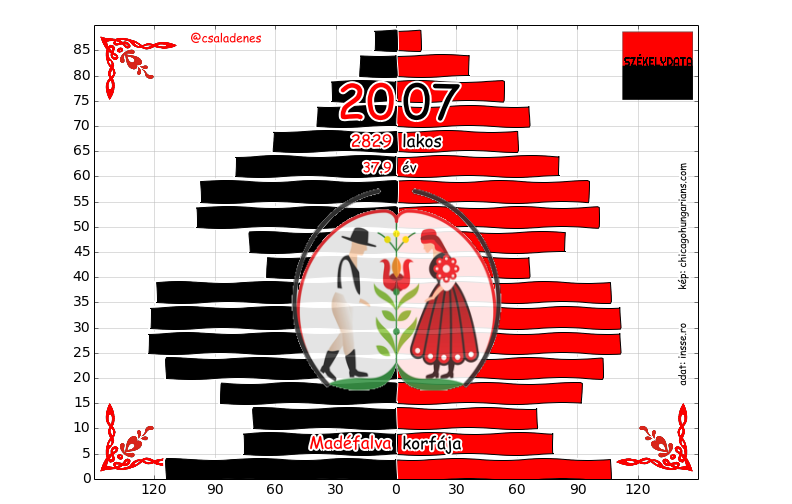 @csaladenes
SZÉKELYDATA
2007
2829 lakos
37.9 év
kép: chicagohungarians.com
adat: insse.ro
Madéfalva korfája
85
80
75
70
65
60
55
50
45
40
35
30
25
20
15
10
5
0
120 90 60 30 0 30 60 90 120